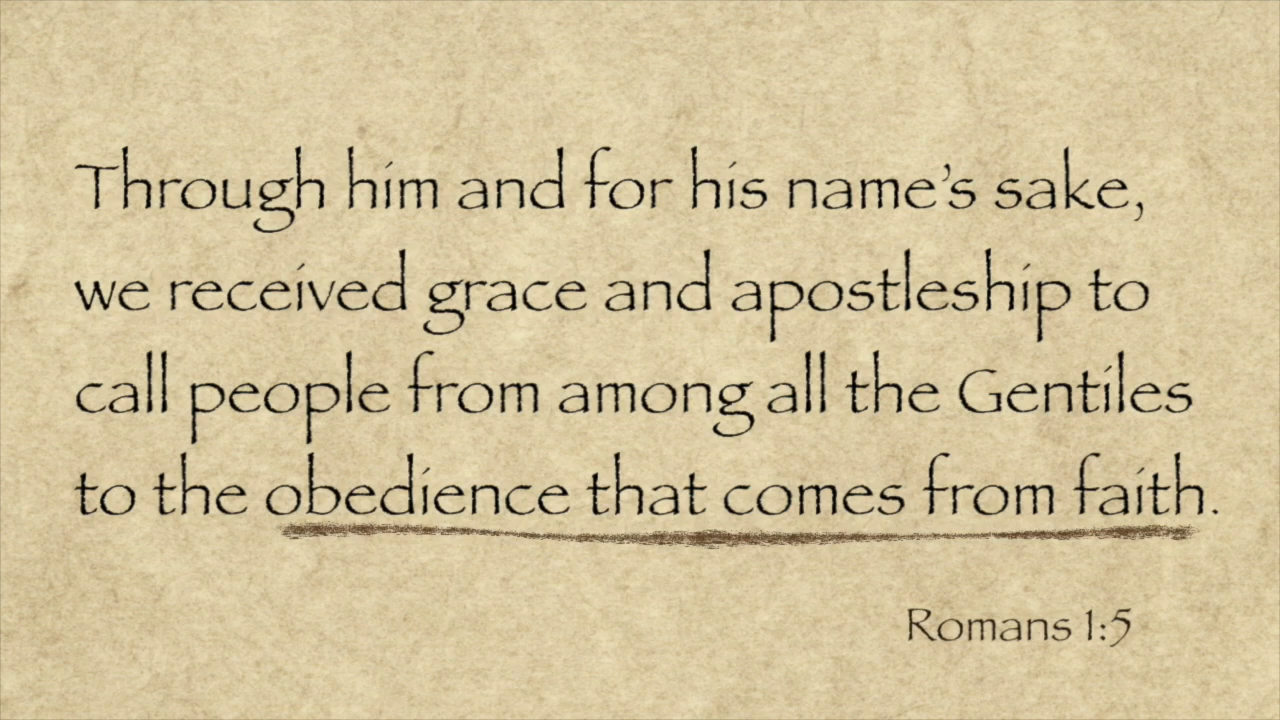 Through him and for his name’s sake,
we received grace and apostleship to
call people from among all the Gentiles
to the obedience that comes from faith.
Romans 1:5